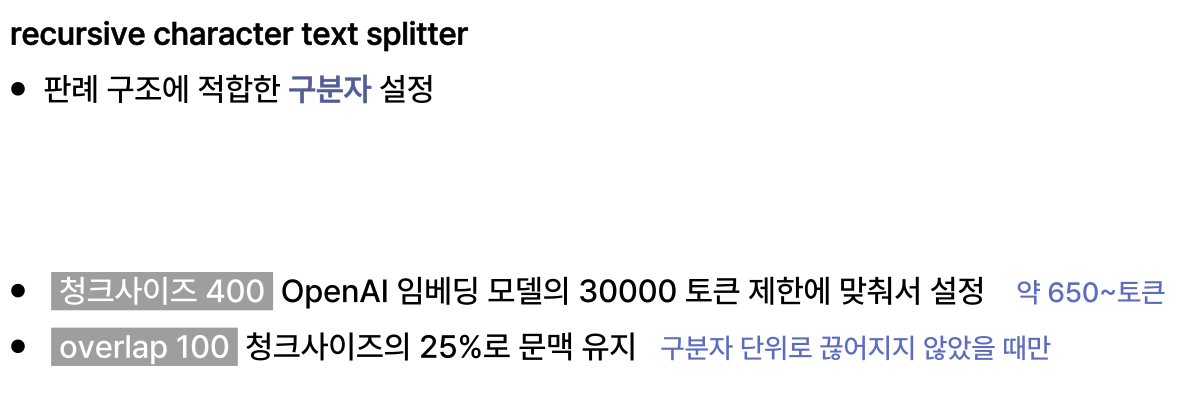 recursive character text splitter
• 판례 구조에 적합한 구분자 설정
• 청크사이즈 400 OpenAI 임베딩 모델의 30000 토큰 제한에 맞춰서 설정 약 650~토큰
• overlap 100 청크사이즈의 25%로 문맥 유지 구분자 단위로 끊어지지 않았을 때만